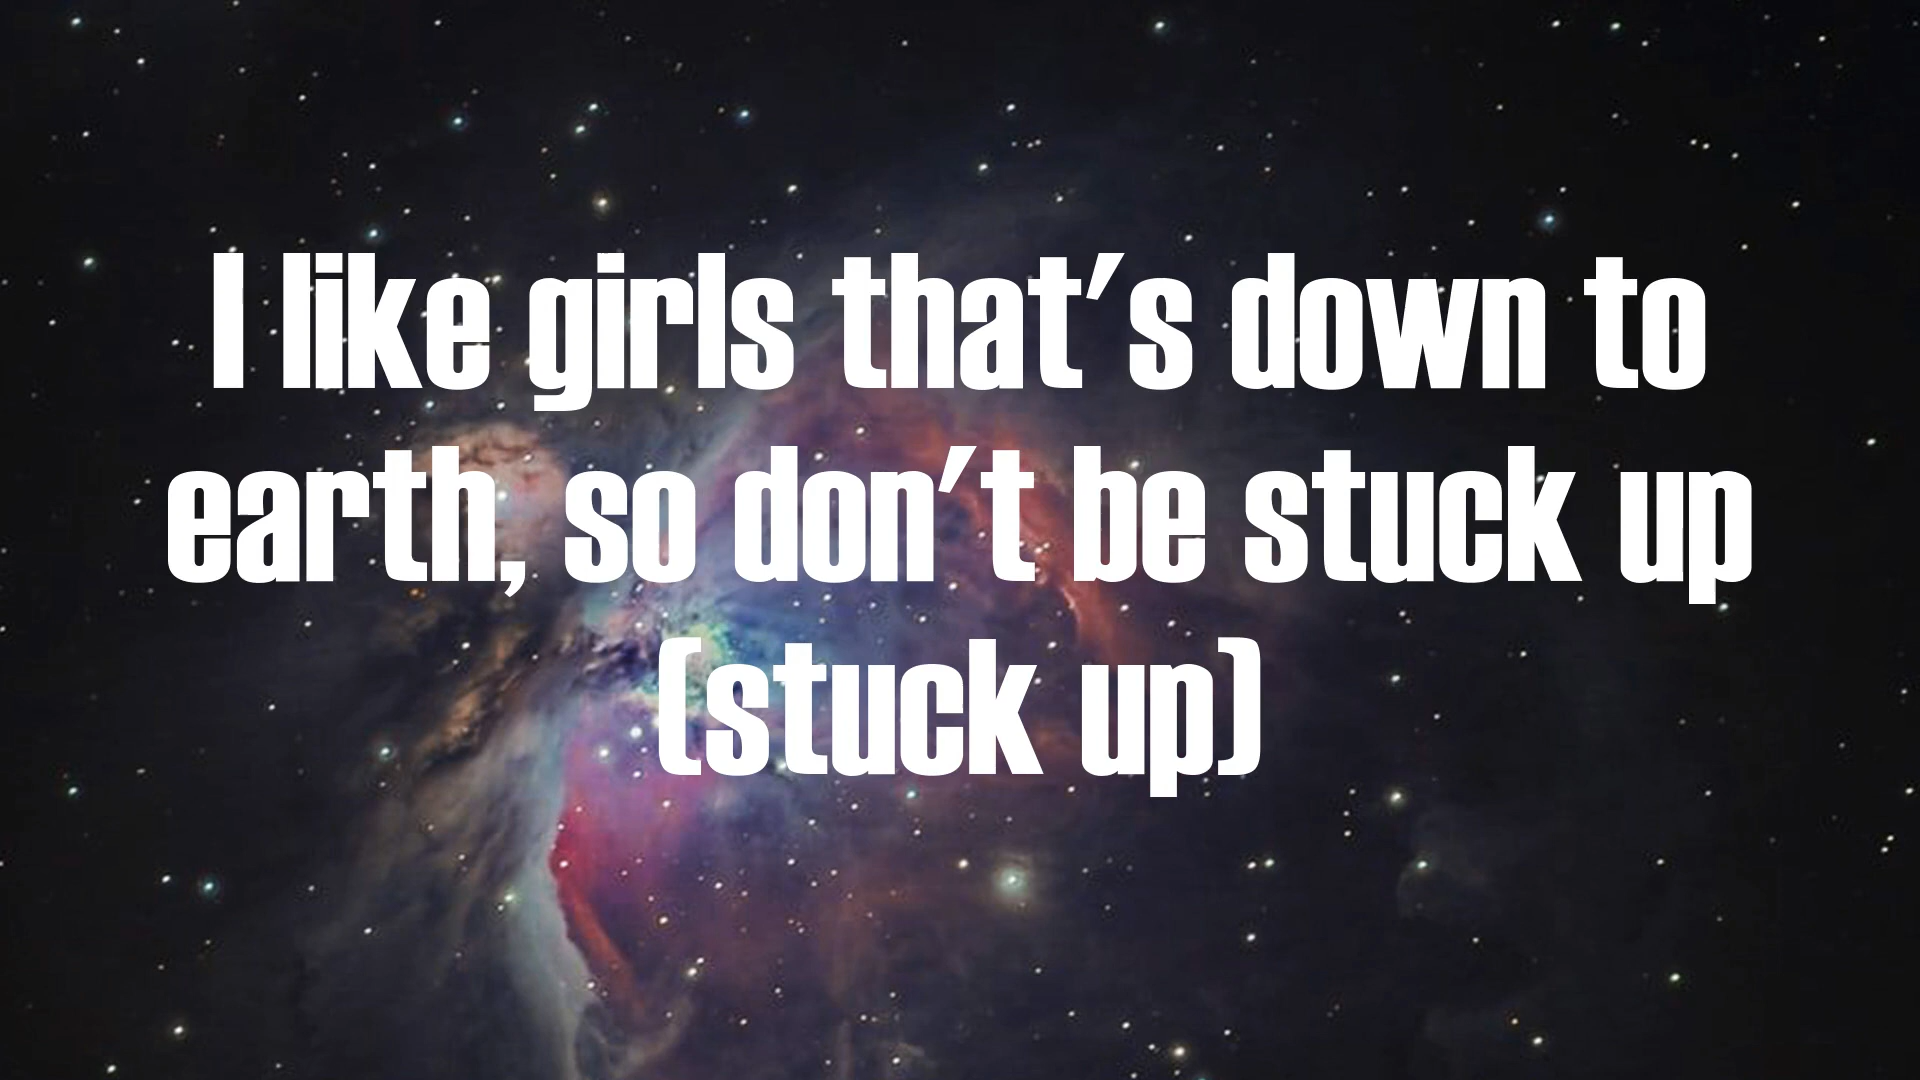 I like girls that's down to
earth, so don't be stuck up
(stuck up)